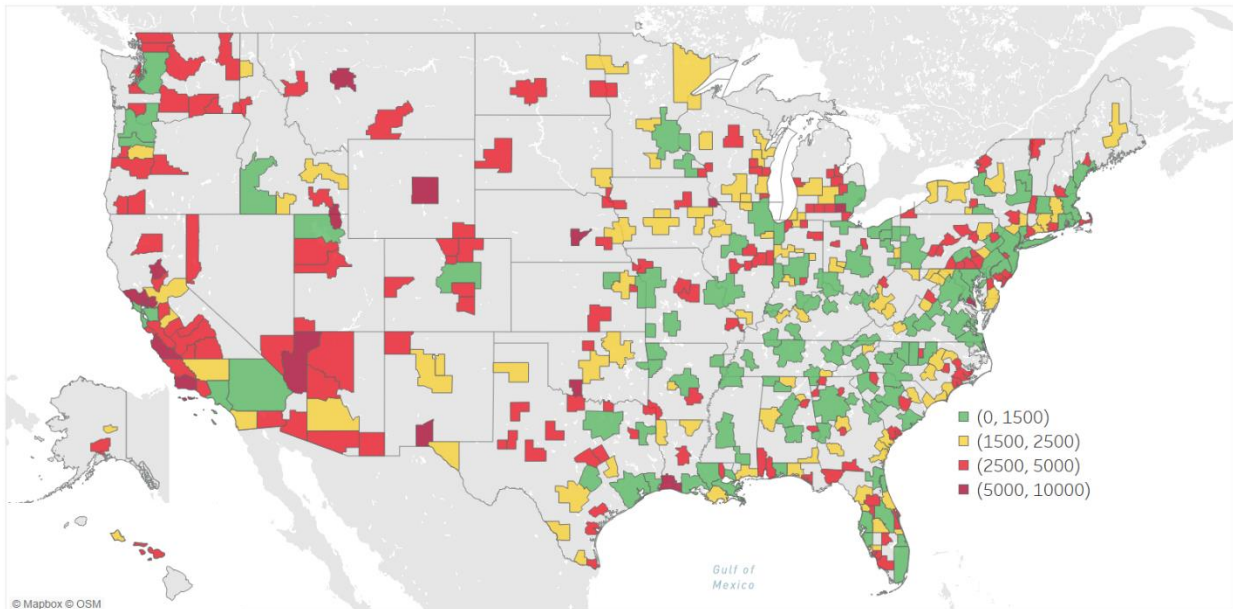 (0, 1500)
(1500, 2500)
(2500, 5000)
(5000, 10000)
Gulf of
Mexico
© Mapbox © OSM